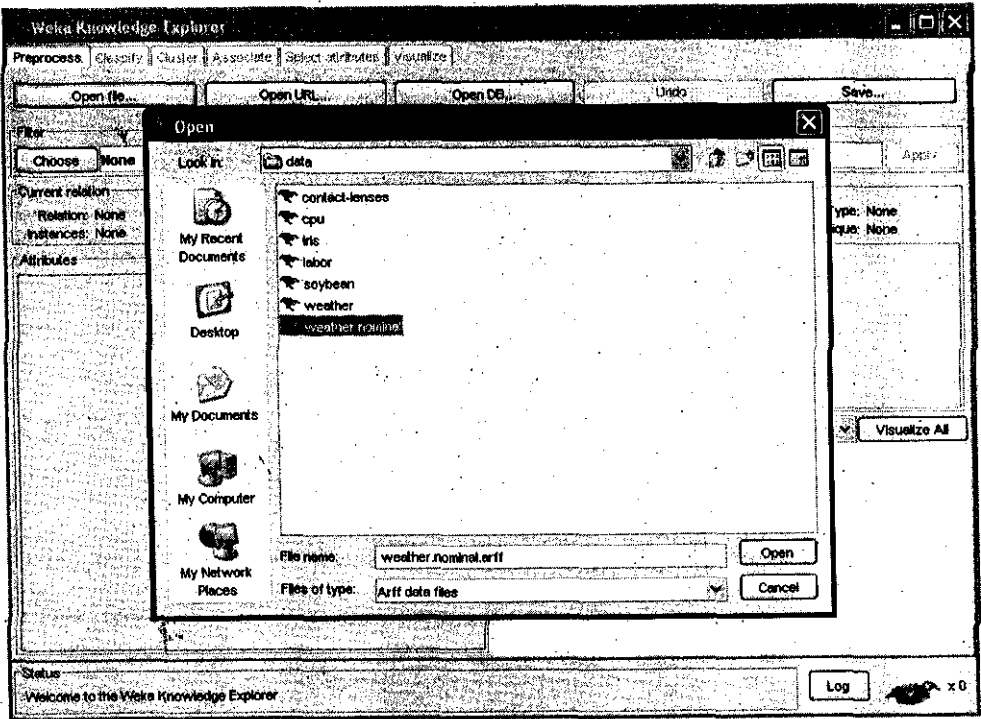 Weka Knowledge Explorer
Preprocess Classify Cluster Associate Select attributes Visualize
Open file... Open URL... Open DB... Undo Save...
Filter
Choose None Apply
Current relation
Relation: None
Instances: None
ype: None
ique: None
Attributes
Visualize All
Open
Look in: data
My Recent Documents
Desktop
My Documents
My Computer
My Network Places
contact-lenses
cpu
iris
labor
soybean
weather
weather.nominal
File name: weather.nominal.arff Open
Files of type: Arff data files Cancel
Status
Welcome to the Weka Knowledge Explorer
Log x 0